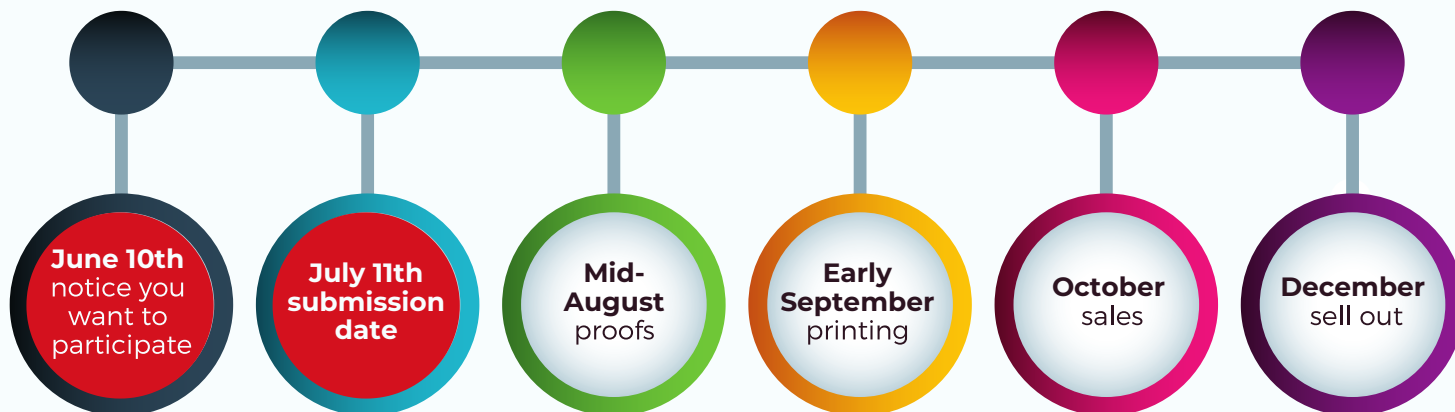 June 10th
notice you
want to
participate
July 11th
submission
date
Mid-
August
proofs
Early
September
printing
October
sales
December
sell out